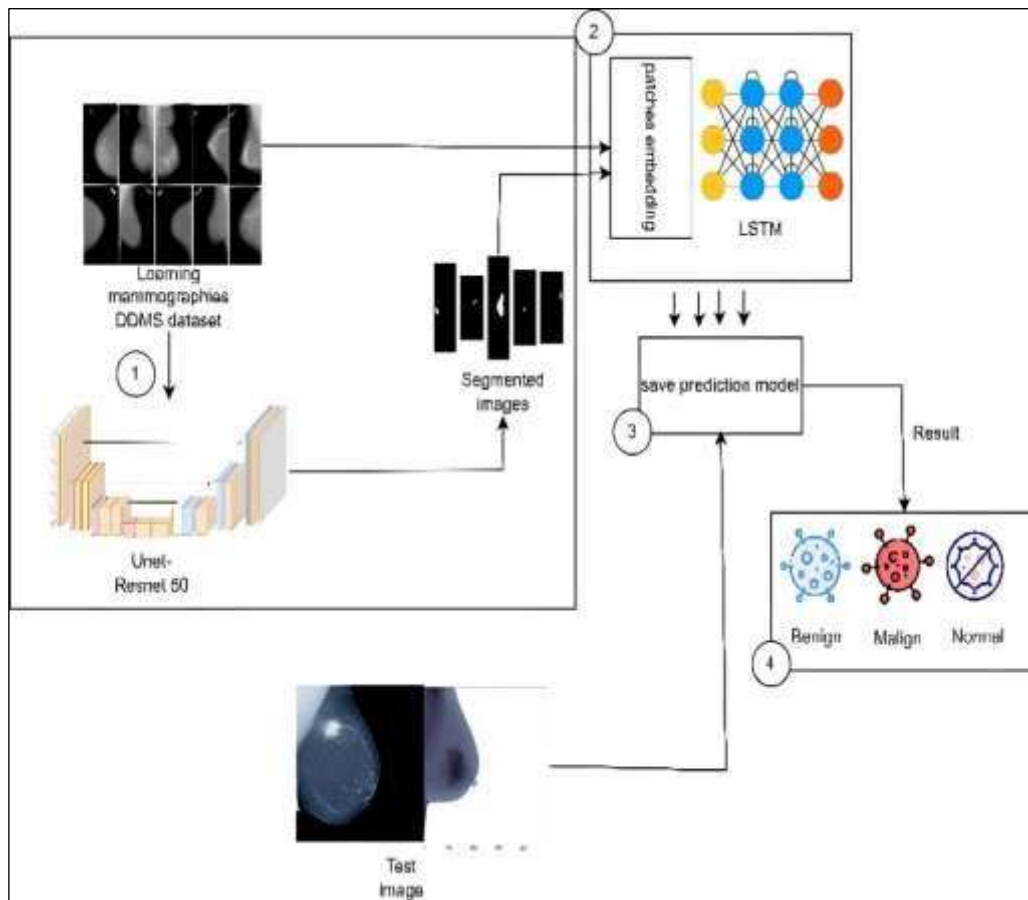 2
patches embedding
LSTM
Learning
mammographies
DDMS dataset
1
Segmented
images
Unet-
Resnet 50
save prediction model
3
Result
Benign
Malign
Normal
4
Test
image